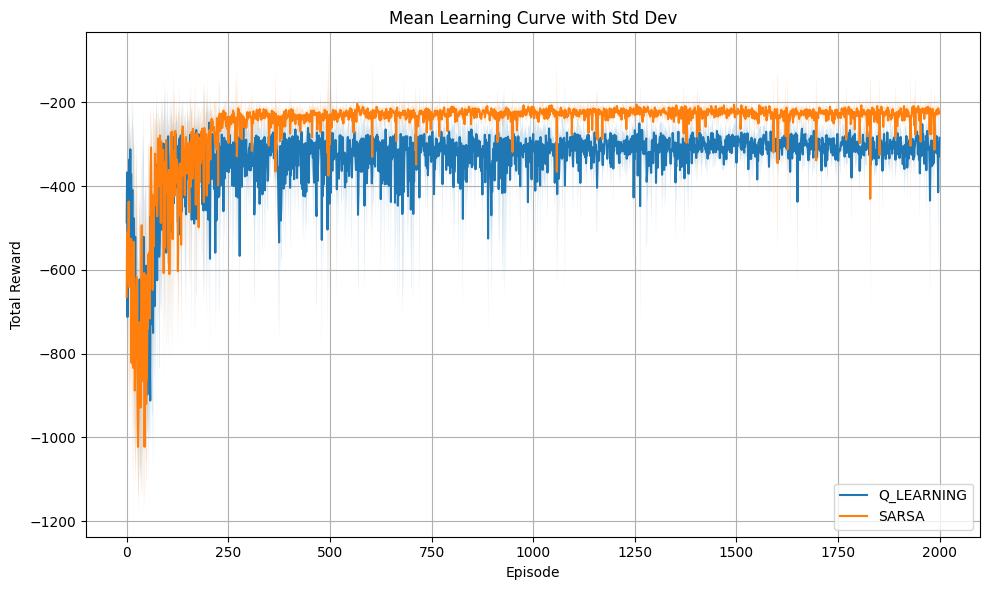 Mean Learning Curve with Std Dev
Total Reward
−200
−400
−600
−800
−1000
−1200
0 250 500 750 1000 1250 1500 1750 2000
Episode
Q_LEARNING
SARSA